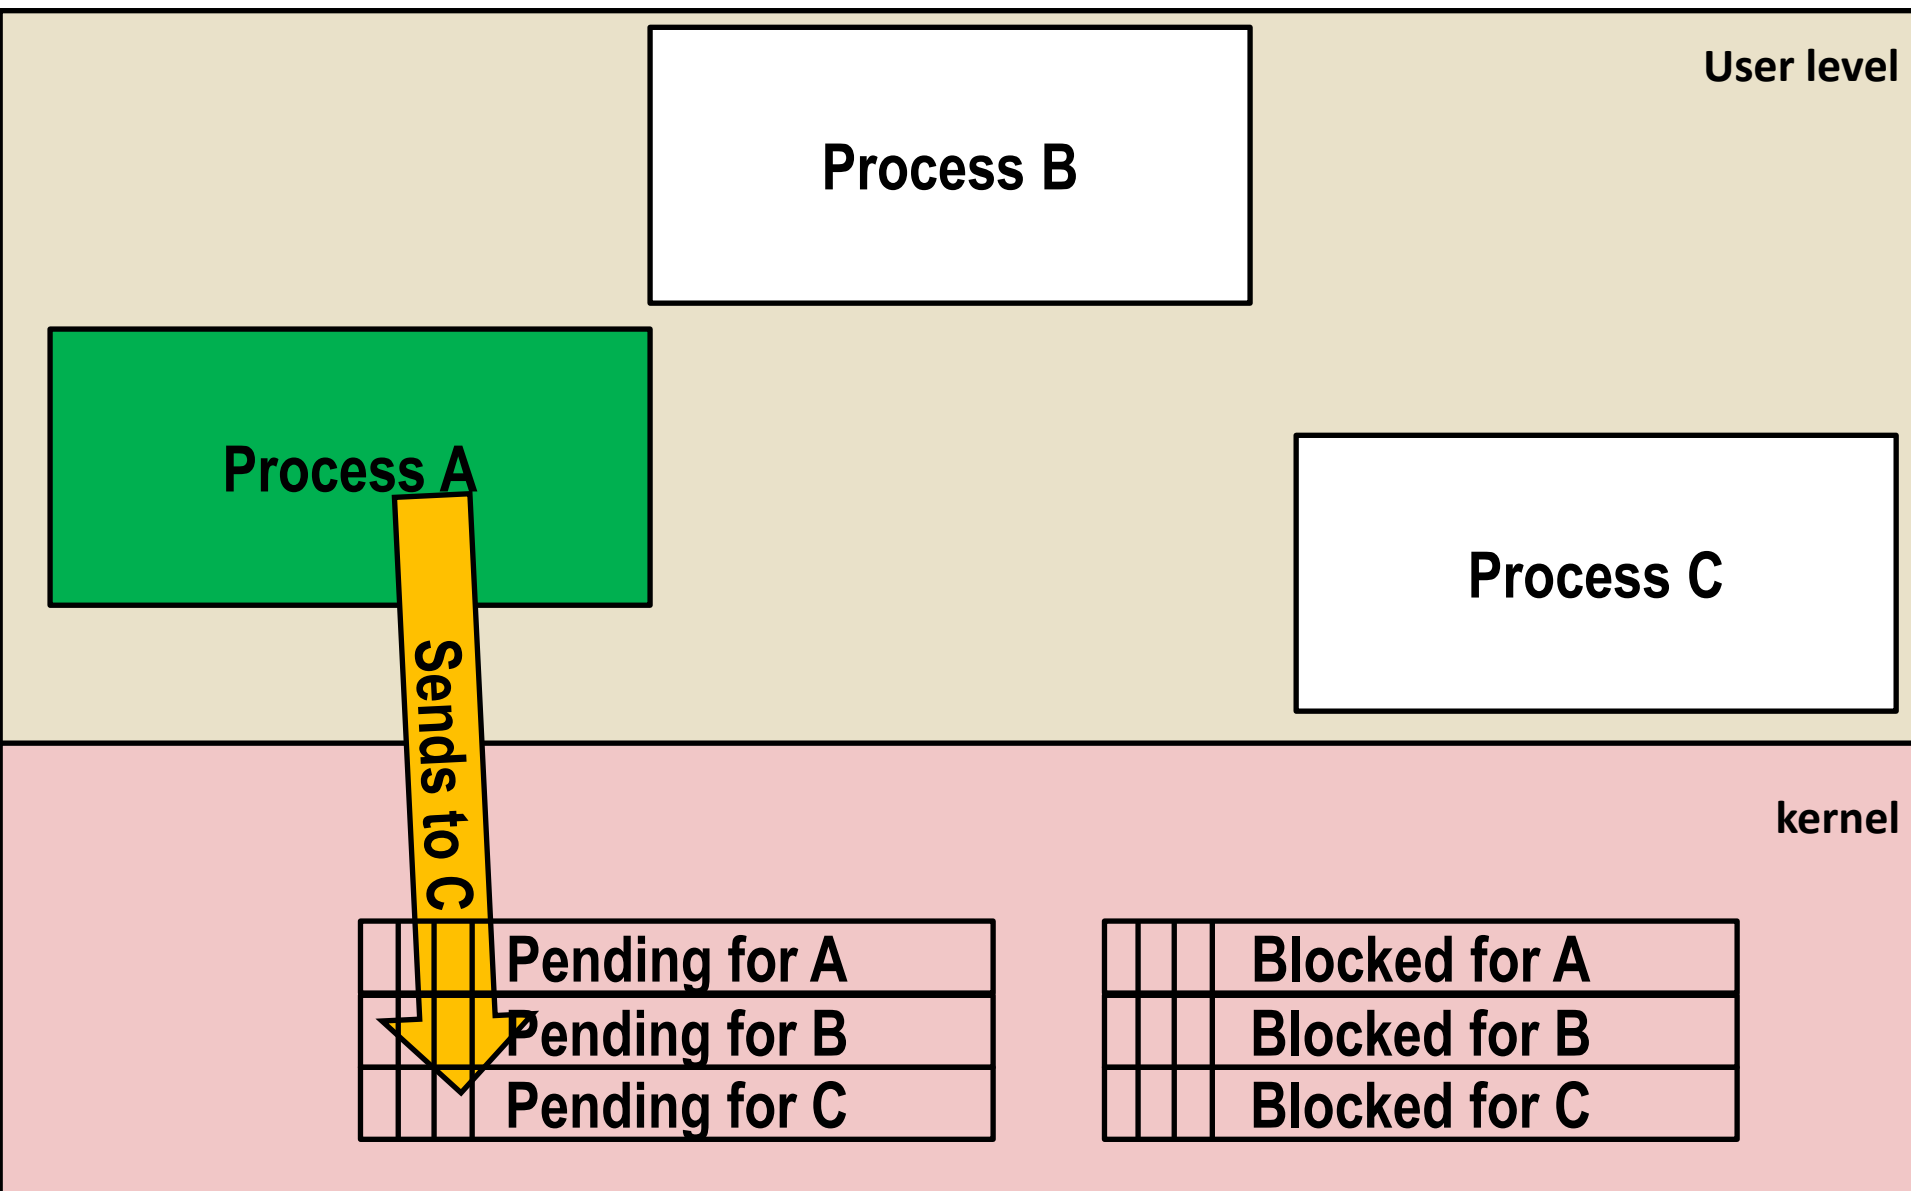 User level
Process B
Process A
Process C
Sends to C
kernel
Pending for A
Blocked for A
Pending for B
Blocked for B
Pending for C
Blocked for C